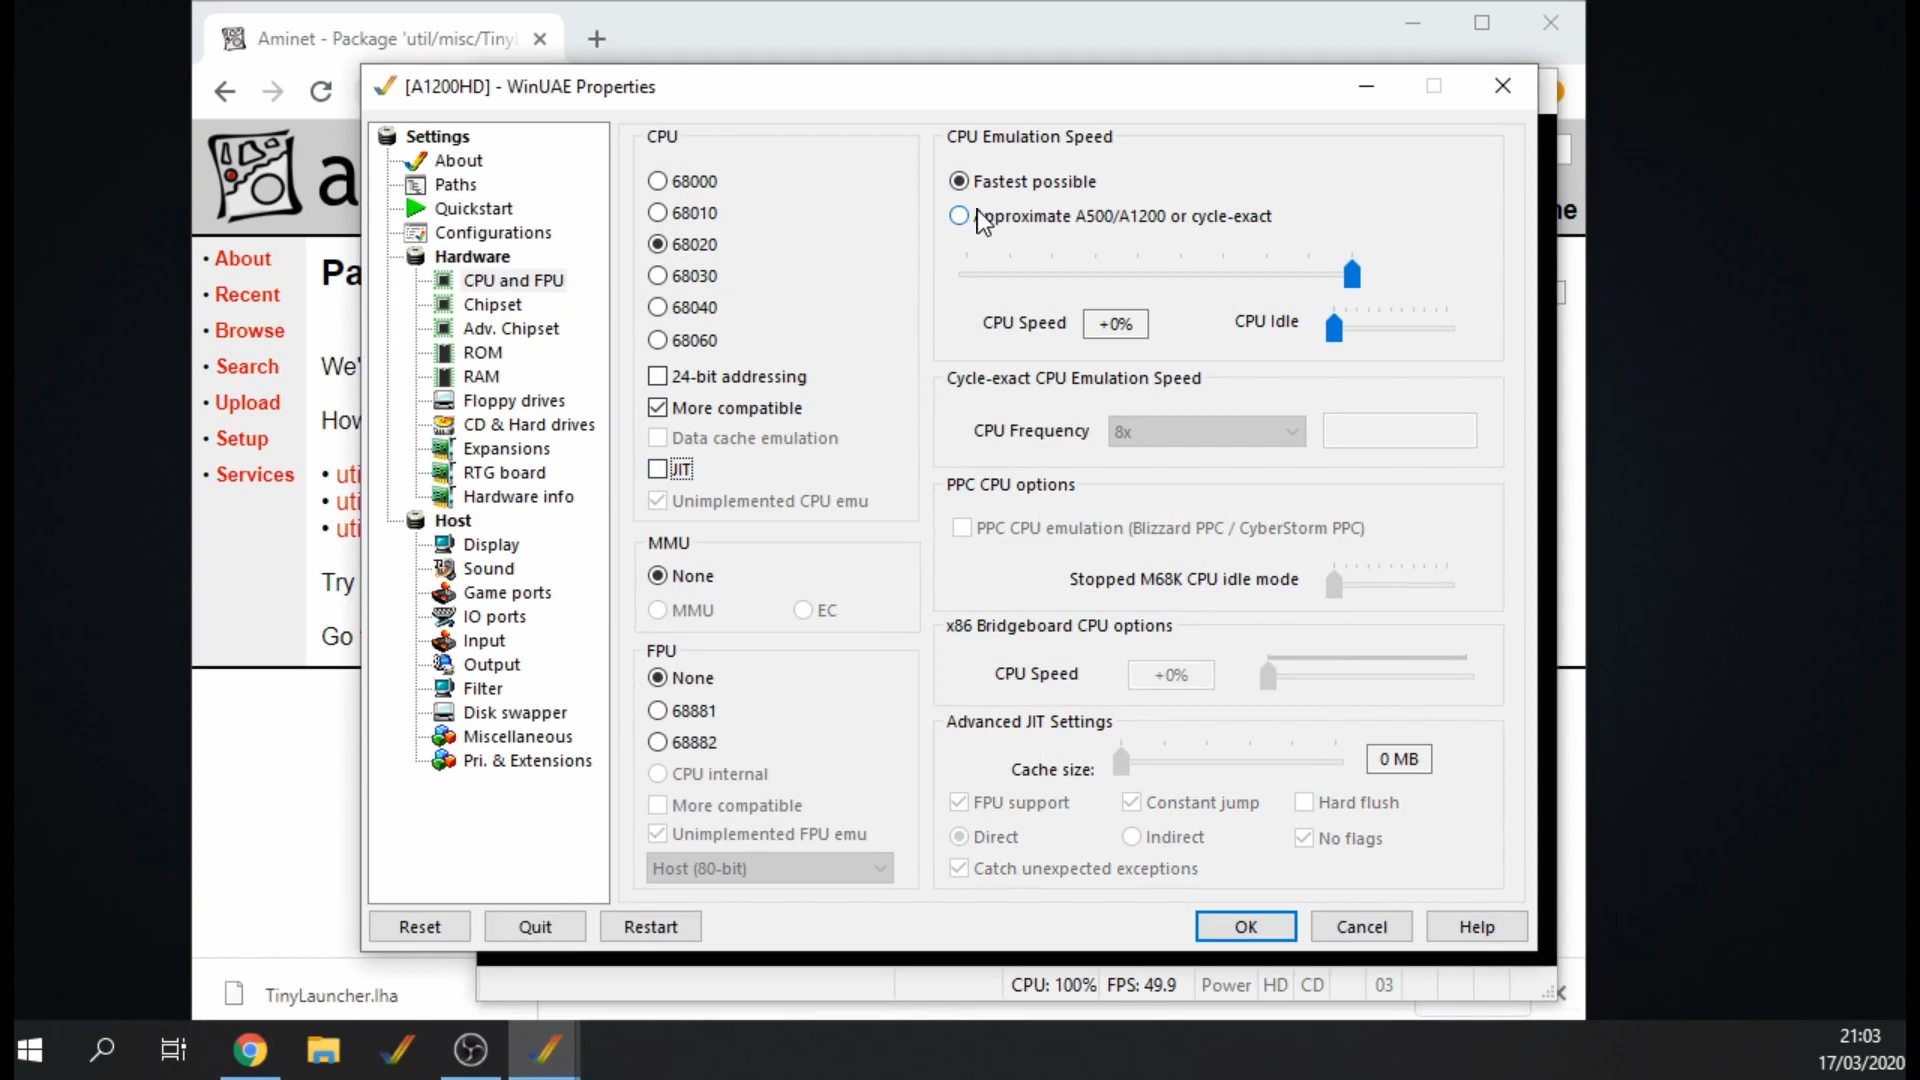 Aminet - Package 'util/misc/Tiny
[A1200HD] - WinUAE Properties
a
• About
• Recent
• Browse
• Search
• Upload
• Setup
• Services
Pa
We'
How
• uti
• uti
• uti
Try
Go
ne
Settings
About
Paths
Quickstart
Configurations
Hardware
CPU and FPU
Chipset
Adv. Chipset
ROM
RAM
Floppy drives
CD & Hard drives
Expansions
RTG board
Hardware info
Host
Display
Sound
Game ports
IO ports
Input
Output
Filter
Disk swapper
Miscellaneous
Pri. & Extensions
CPU
68000
68010
68020
68030
68040
68060
24-bit addressing
More compatible
Data cache emulation
JIT
Unimplemented CPU emu
MMU
None
MMU EC
FPU
None
68881
68882
CPU internal
More compatible
Unimplemented FPU emu
Host (80-bit)
CPU Emulation Speed
Fastest possible
pproximate A500/A1200 or cycle-exact
CPU Speed +0% CPU Idle
Cycle-exact CPU Emulation Speed
CPU Frequency 8x
PPC CPU options
PPC CPU emulation (Blizzard PPC / CyberStorm PPC)
Stopped M68K CPU idle mode
x86 Bridgeboard CPU options
CPU Speed +0%
Advanced JIT Settings
Cache size: 0 MB
FPU support Constant jump Hard flush
Direct Indirect No flags
Catch unexpected exceptions
Reset Quit Restart OK Cancel Help
CPU: 100% FPS: 49.9 Power HD CD 03
TinyLauncher.lha
21:03
17/03/2020